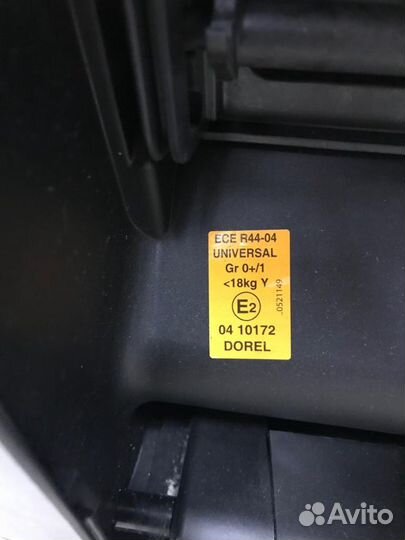 ECE R44-04
UNIVERSAL
Gr 0+/1
<18kg Y
E2
04 10172
DOREL
.0521149
Avito